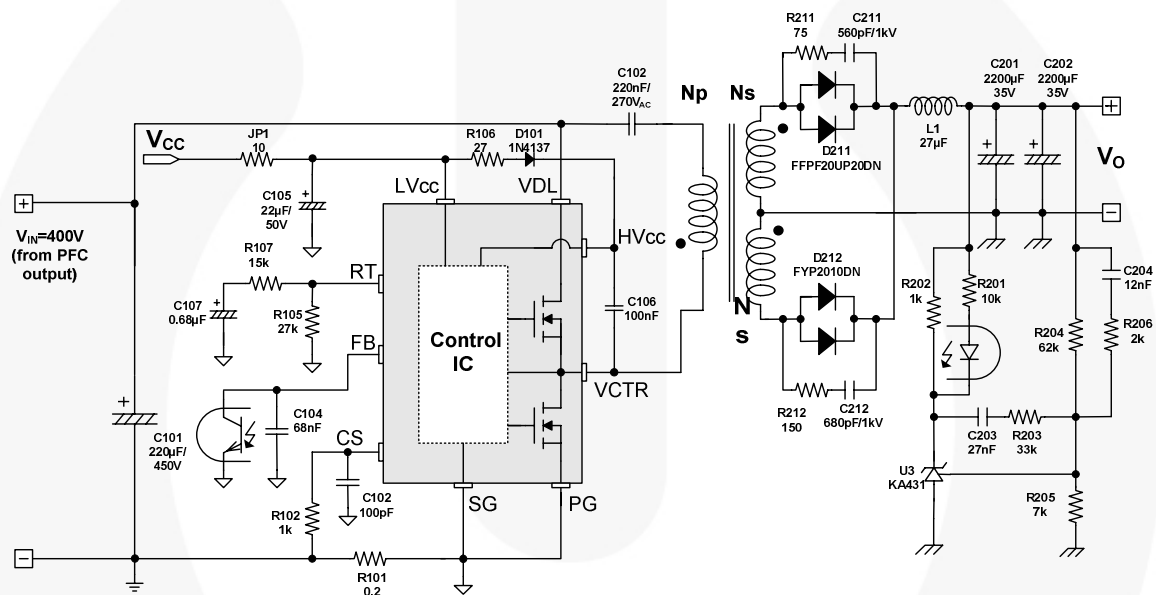 R211
75
C211
560pF/1kV
C102
220nF/
270VAC
Np
Ns
D211
FFPF20UP20DN
L1
27µF
C201
2200µF
35V
C202
2200µF
35V
+
VO
-
VCC
JP1
10
R106
27
D101
1N4137
LVcc
VDL
HVcc
C105
22µF/
50V
+
+
VIN=400V
(from PFC
output)
R107
15k
RT
C107
0.68µF
+
R105
27k
FB
Control
IC
C106
100nF
VCTR
D212
FYP2010DN
N
s
R212
150
C212
680pF/1kV
R202
1k
R201
10k
C204
12nF
R204
62k
R206
2k
+
C101
220µF/
450V
C104
68nF
CS
R102
1k
C102
100pF
SG
PG
C203
27nF
R203
33k
U3
KA431
R205
7k
-
R101
0.2
+
+